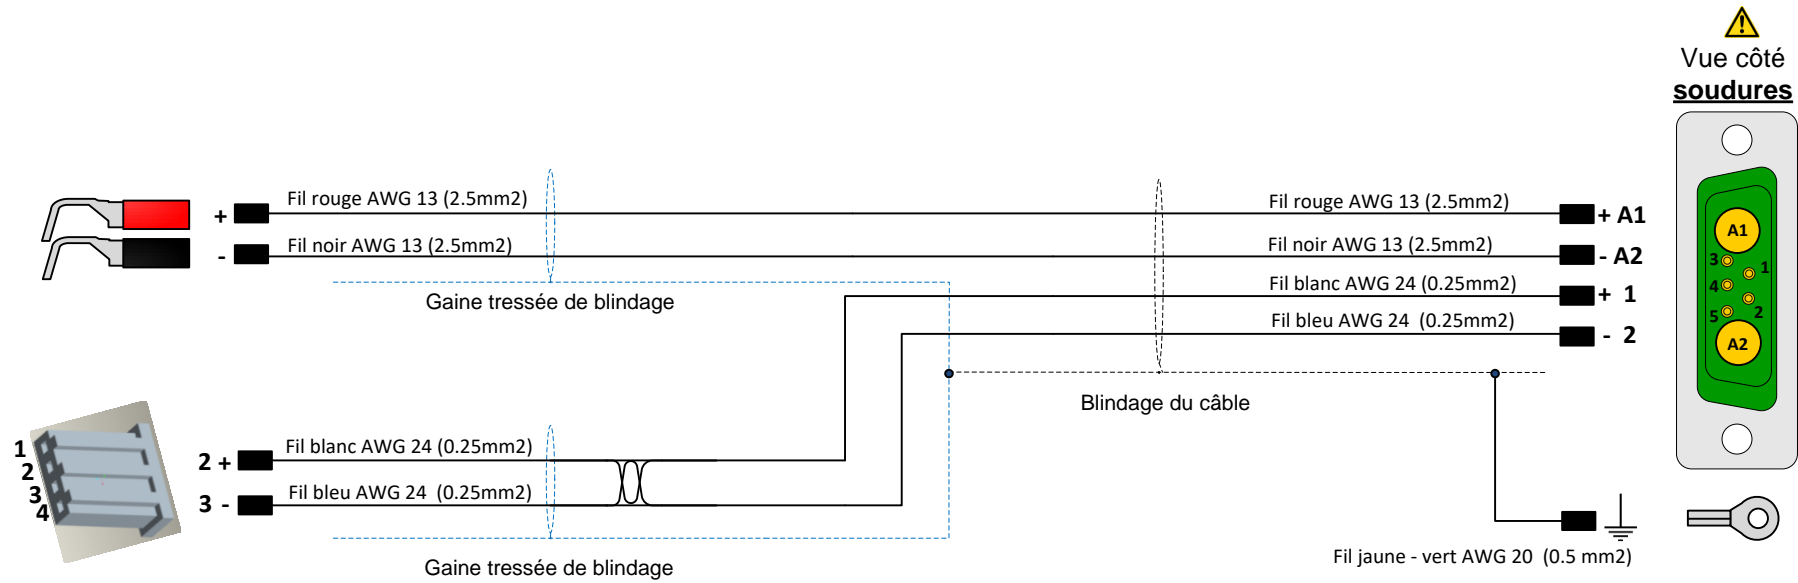 Vue côté
soudures
Fil rouge AWG 13 (2.5mm2)
Fil rouge AWG 13 (2.5mm2)
+
+ A1
Fil noir AWG 13 (2.5mm2)
Fil noir AWG 13 (2.5mm2)
-
- A2
Fil blanc AWG 24 (0.25mm2)
+ 1
Gaine tressée de blindage
Fil bleu AWG 24 (0.25mm2)
- 2
A1
3
1
4
2
5
A2
Blindage du câble
1
2
3
4
Fil blanc AWG 24 (0.25mm2)
2 +
Fil bleu AWG 24 (0.25mm2)
3 -
Gaine tressée de blindage
Fil jaune - vert AWG 20 (0.5 mm2)